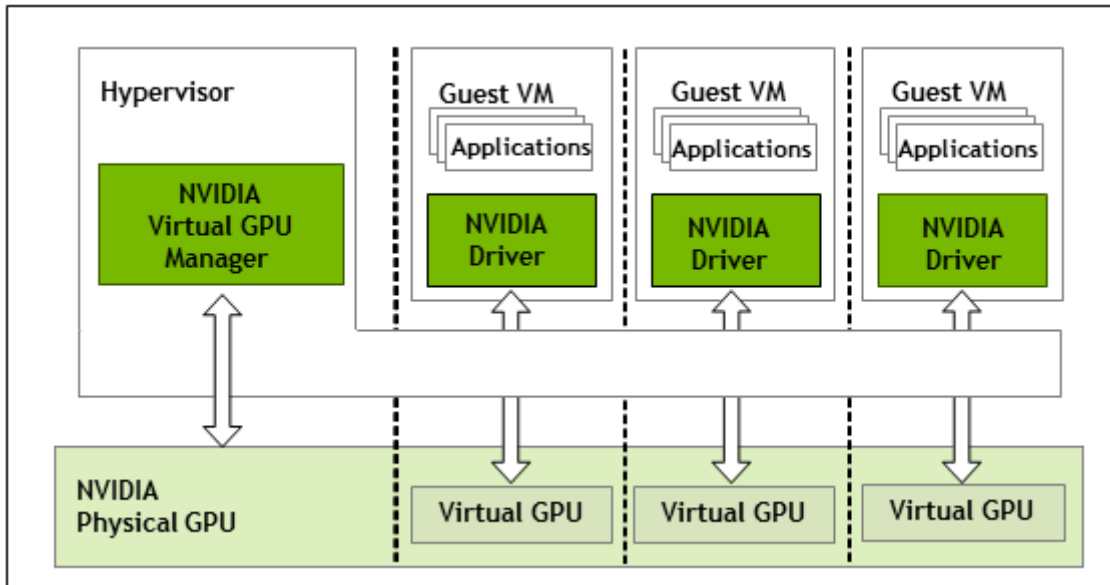 Hypervisor
NVIDIA
Virtual GPU
Manager
Guest VM
Applications
NVIDIA
Driver
Guest VM
Applications
NVIDIA
Driver
Guest VM
Applications
NVIDIA
Driver
NVIDIA
Physical GPU
Virtual GPU
Virtual GPU
Virtual GPU